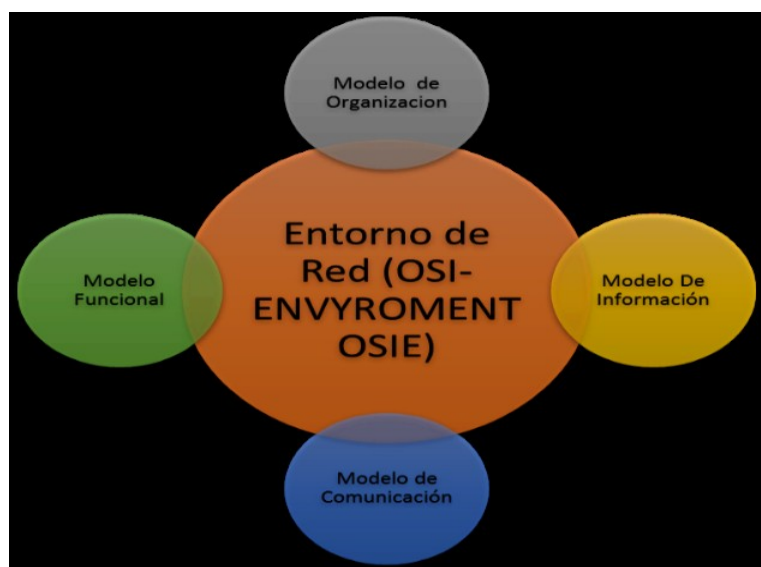 Modelo de
Organizacion
Entorno de
Red (OSI-
ENVYROMENT
OSIE)
Modelo
Funcional
Modelo De
Información
Modelo de
Comunicación